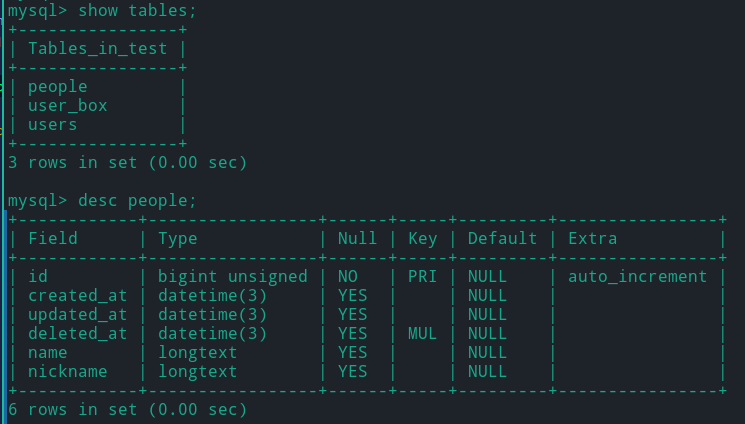 mysql> show tables;
+----------------+
| Tables_in_test |
+----------------+
| people         |
| user_box       |
| users          |
+----------------+
3 rows in set (0.00 sec)
mysql> desc people;
+------------+-----------------+------+-----+---------+----------------+
| Field      | Type            | Null | Key | Default | Extra          |
+------------+-----------------+------+-----+---------+----------------+
| id         | bigint unsigned | NO   | PRI | NULL    | auto_increment |
| created_at | datetime(3)     | YES  |     | NULL    |                |
| updated_at | datetime(3)     | YES  |     | NULL    |                |
| deleted_at | datetime(3)     | YES  | MUL | NULL    |                |
| name       | longtext        | YES  |     | NULL    |                |
| nickname   | longtext        | YES  |     | NULL    |                |
+------------+-----------------+------+-----+---------+----------------+
6 rows in set (0.00 sec)